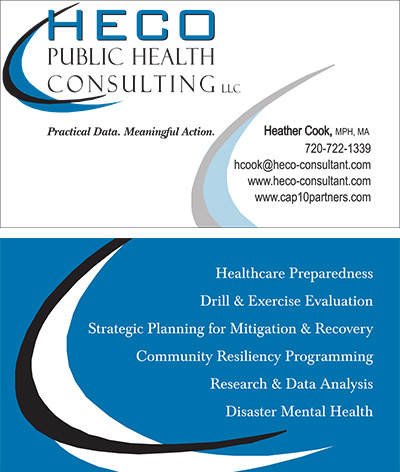 HECO
PUBLIC HEALTH
CONSULTING LLC
Practical Data. Meaningful Action.
Heather Cook, MPH, MA
720-722-1339
hcook@heco-consultant.com
www.heco-consultant.com
www.cap10partners.com
Healthcare Preparedness
Drill & Exercise Evaluation
Strategic Planning for Mitigation & Recovery
Community Resiliency Programming
Research & Data Analysis
Disaster Mental Health